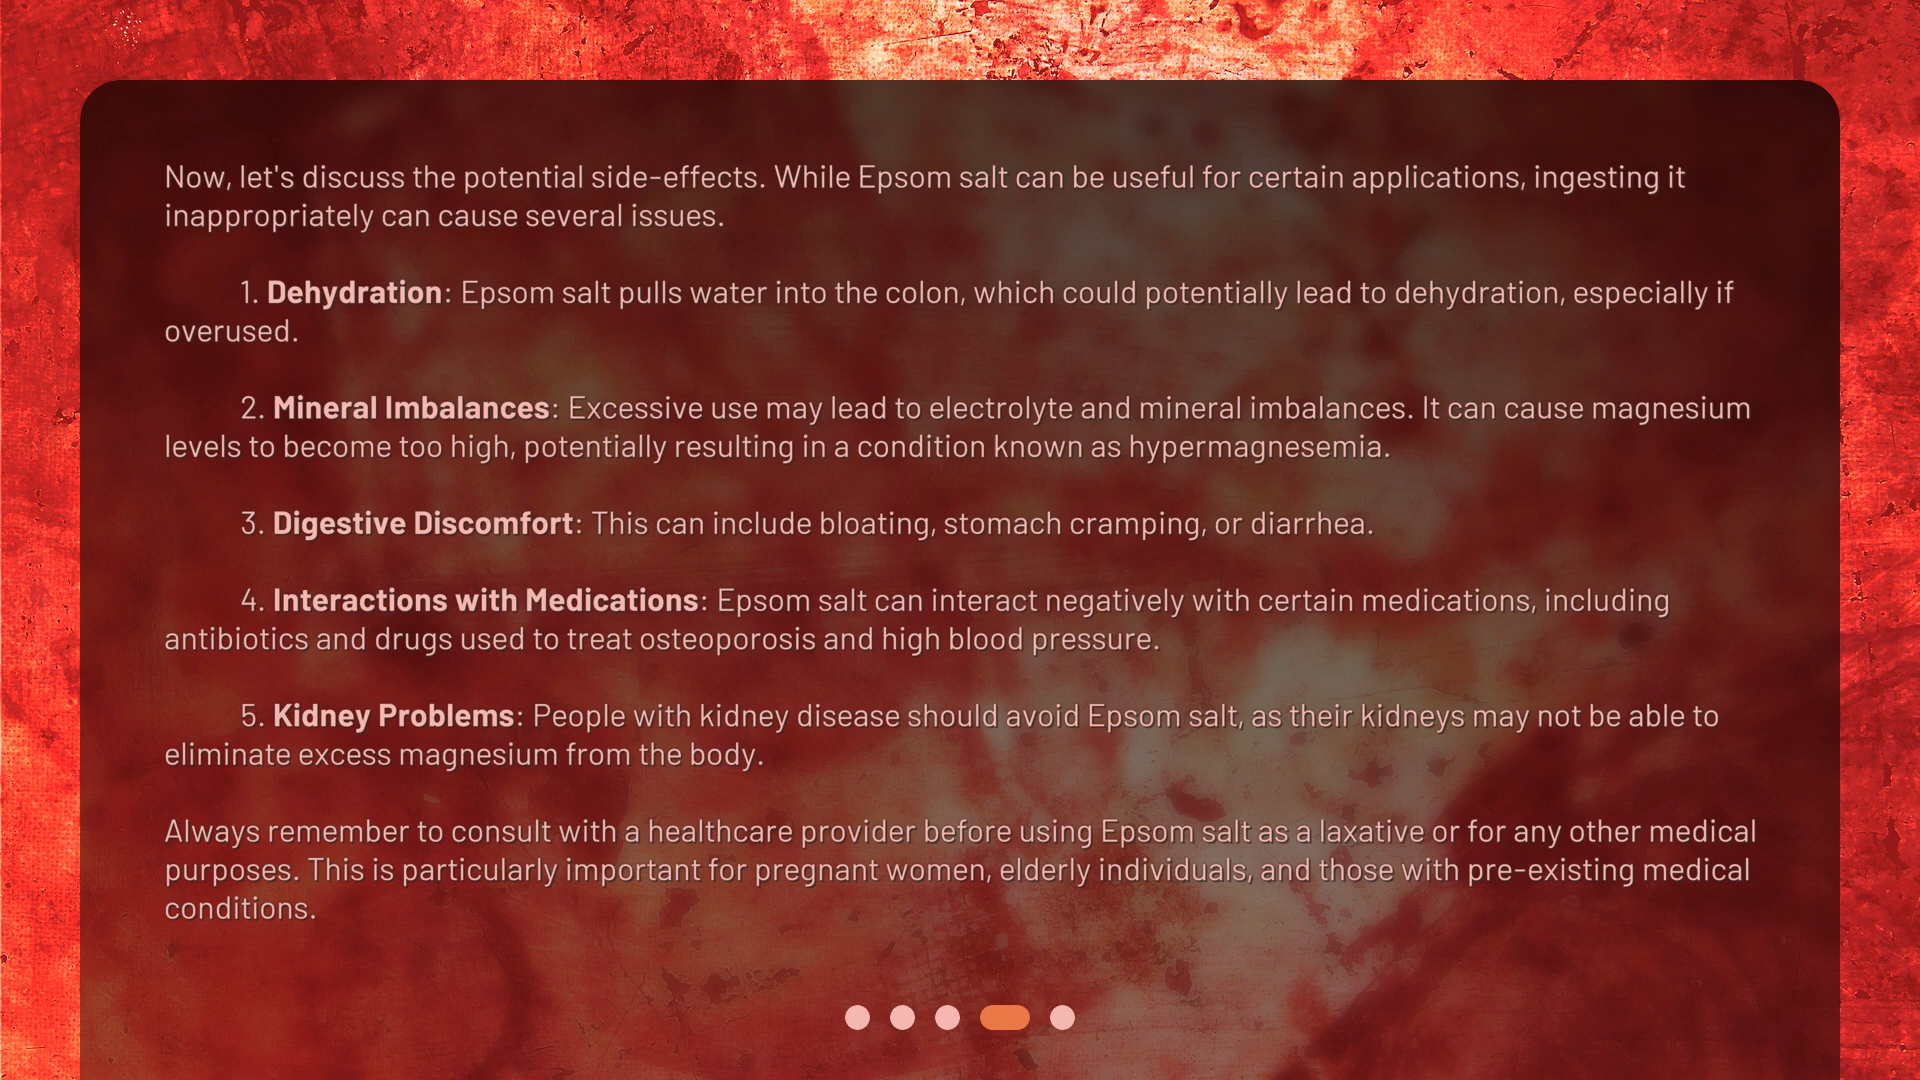 Now, let's discuss the potential side-effects. While Epsom salt can be useful for certain applications, ingesting it
inappropriately can cause several issues.
1. Dehydration: Epsom salt pulls water into the colon, which could potentially lead to dehydration, especially if
overused.
2. Mineral Imbalances: Excessive use may lead to electrolyte and mineral imbalances. It can cause magnesium
levels to become too high, potentially resulting in a condition known as hypermagnesemia.
3. Digestive Discomfort: This can include bloating, stomach cramping, or diarrhea.
4. Interactions with Medications: Epsom salt can interact negatively with certain medications, including
antibiotics and drugs used to treat osteoporosis and high blood pressure.
5. Kidney Problems: People with kidney disease should avoid Epsom salt, as their kidneys may not be able to
eliminate excess magnesium from the body.
Always remember to consult with a healthcare provider before using Epsom salt as a laxative or for any other medical
purposes. This is particularly important for pregnant women, elderly individuals, and those with pre-existing medical
conditions.